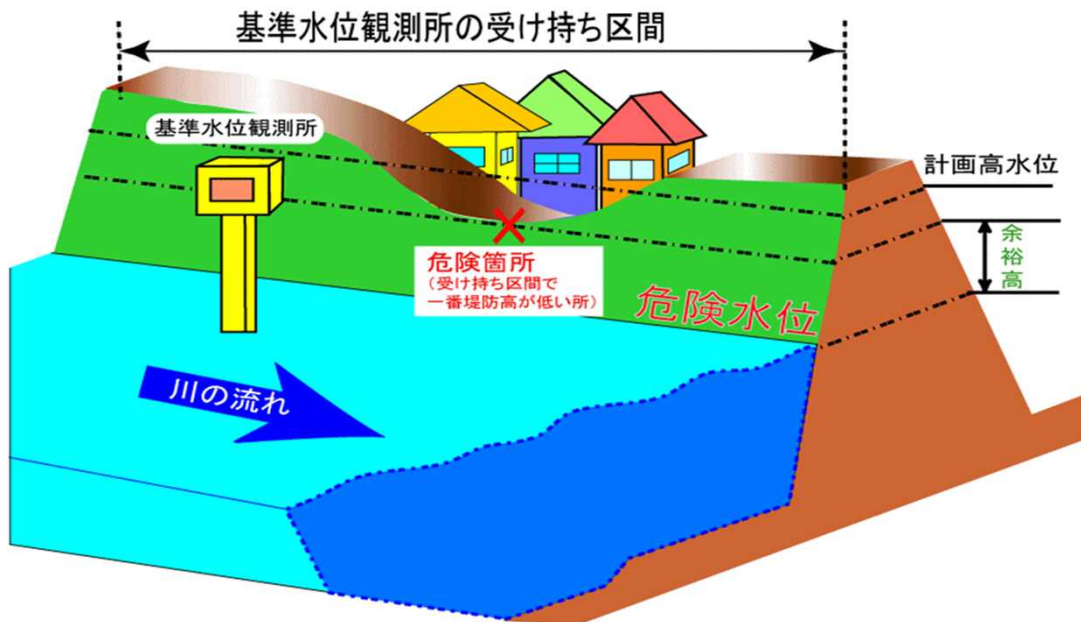 基準水位観測所の受け持ち区間
基準水位観測所
計画高水位
余裕高
危険箇所
(受け持ち区間で
一番堤防高が低い所)
危険水位
川の流れ